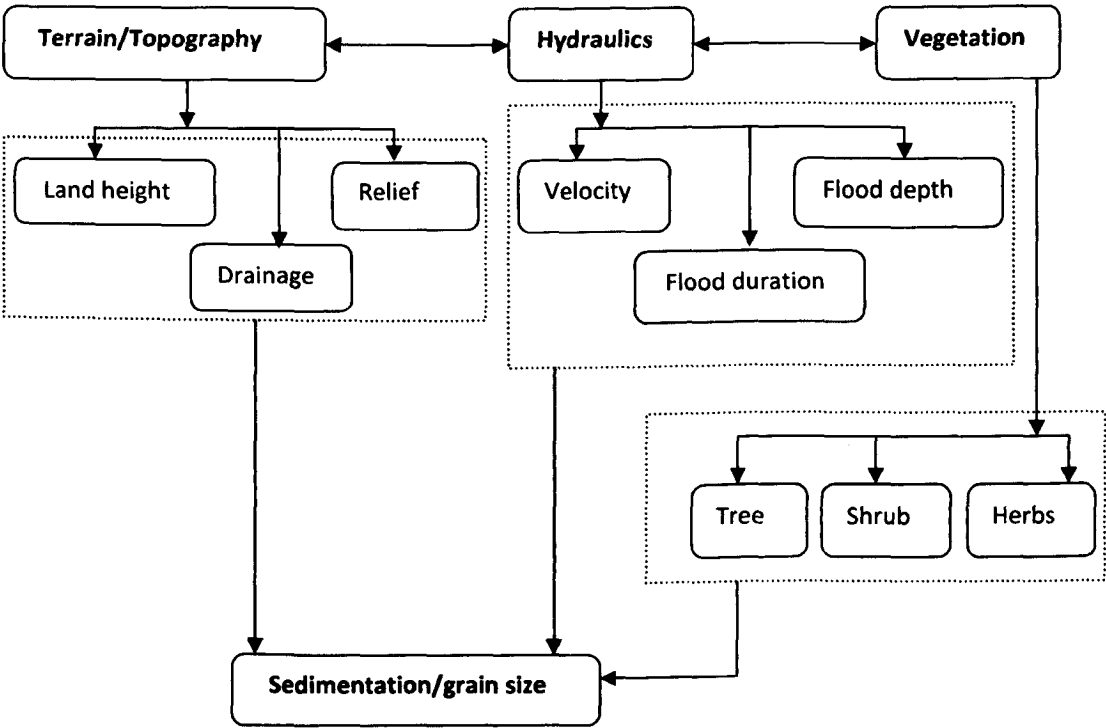 Terrain/Topography
Hydraulics
Vegetation
Land height
Relief
Drainage
Velocity
Flood depth
Flood duration
Tree
Shrub
Herbs
Sedimentation/grain size